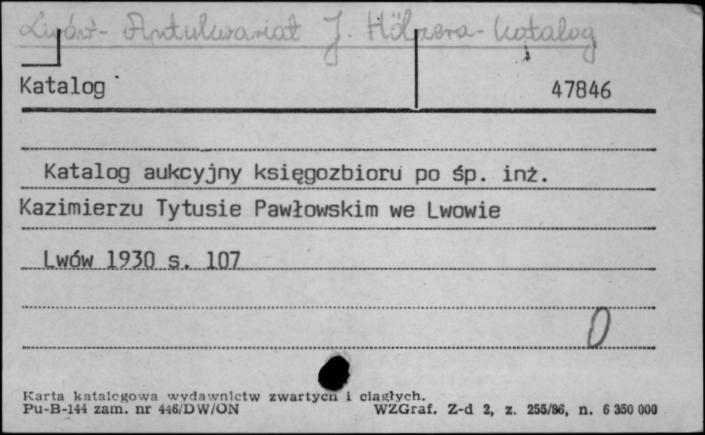 Lwów - Antykwariat J. Hölzera - katalog
Katalog 47846
Katalog aukcyjny księgozbioru po śp. inż.
Kazimierzu Tytusie Pawłowskim we Lwowie
Lwów 1930 s. 107
0
Karta katalogowa wydawnictw zwartych i ciągłych.
Pu-B-144 zam. nr 446/DW/ON WZGraf. Z-d 2, z. 255/86, n. 6 350 000